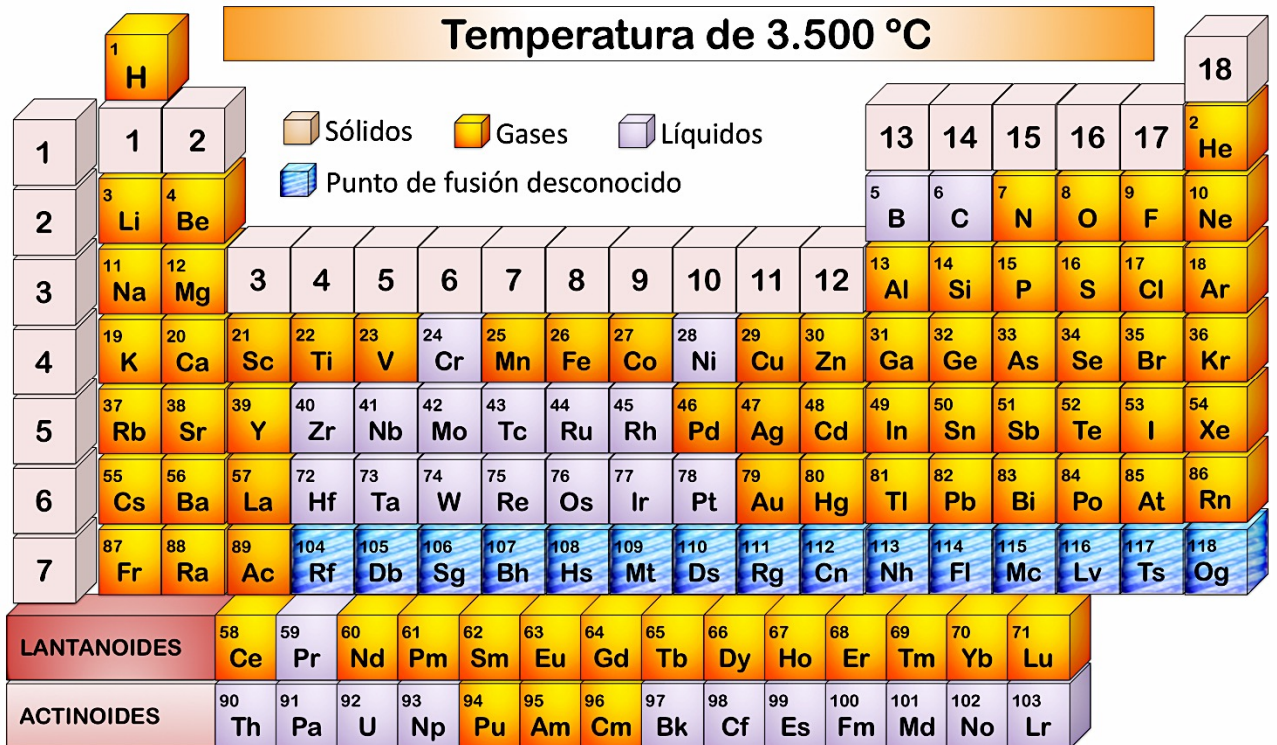 Temperatura de 3.500 ºC
1 H
18
Sólidos Gases Líquidos
Punto de fusión desconocido
1 1 2 13 14 15 16 17 2 He
2 3 Li 4 Be 5 B 6 C 7 N 8 O 9 F 10 Ne
3 11 Na 12 Mg 3 4 5 6 7 8 9 10 11 12 13 Al 14 Si 15 P 16 S 17 Cl 18 Ar
4 19 K 20 Ca 21 Sc 22 Ti 23 V 24 Cr 25 Mn 26 Fe 27 Co 28 Ni 29 Cu 30 Zn 31 Ga 32 Ge 33 As 34 Se 35 Br 36 Kr
5 37 Rb 38 Sr 39 Y 40 Zr 41 Nb 42 Mo 43 Tc 44 Ru 45 Rh 46 Pd 47 Ag 48 Cd 49 In 50 Sn 51 Sb 52 Te 53 I 54 Xe
6 55 Cs 56 Ba 57 La 72 Hf 73 Ta 74 W 75 Re 76 Os 77 Ir 78 Pt 79 Au 80 Hg 81 Tl 82 Pb 83 Bi 84 Po 85 At 86 Rn
7 87 Fr 88 Ra 89 Ac 104 Rf 105 Db 106 Sg 107 Bh 108 Hs 109 Mt 110 Ds 111 Rg 112 Cn 113 Nh 114 Fl 115 Mc 116 Lv 117 Ts 118 Og
LANTANOIDES 58 Ce 59 Pr 60 Nd 61 Pm 62 Sm 63 Eu 64 Gd 65 Tb 66 Dy 67 Ho 68 Er 69 Tm 70 Yb 71 Lu
ACTINOIDES 90 Th 91 Pa 92 U 93 Np 94 Pu 95 Am 96 Cm 97 Bk 98 Cf 99 Es 100 Fm 101 Md 102 No 103 Lr